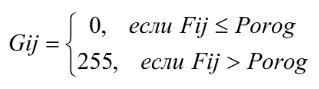 Gij = { 0, если Fij ≤ Porog
255, если Fij > Porog